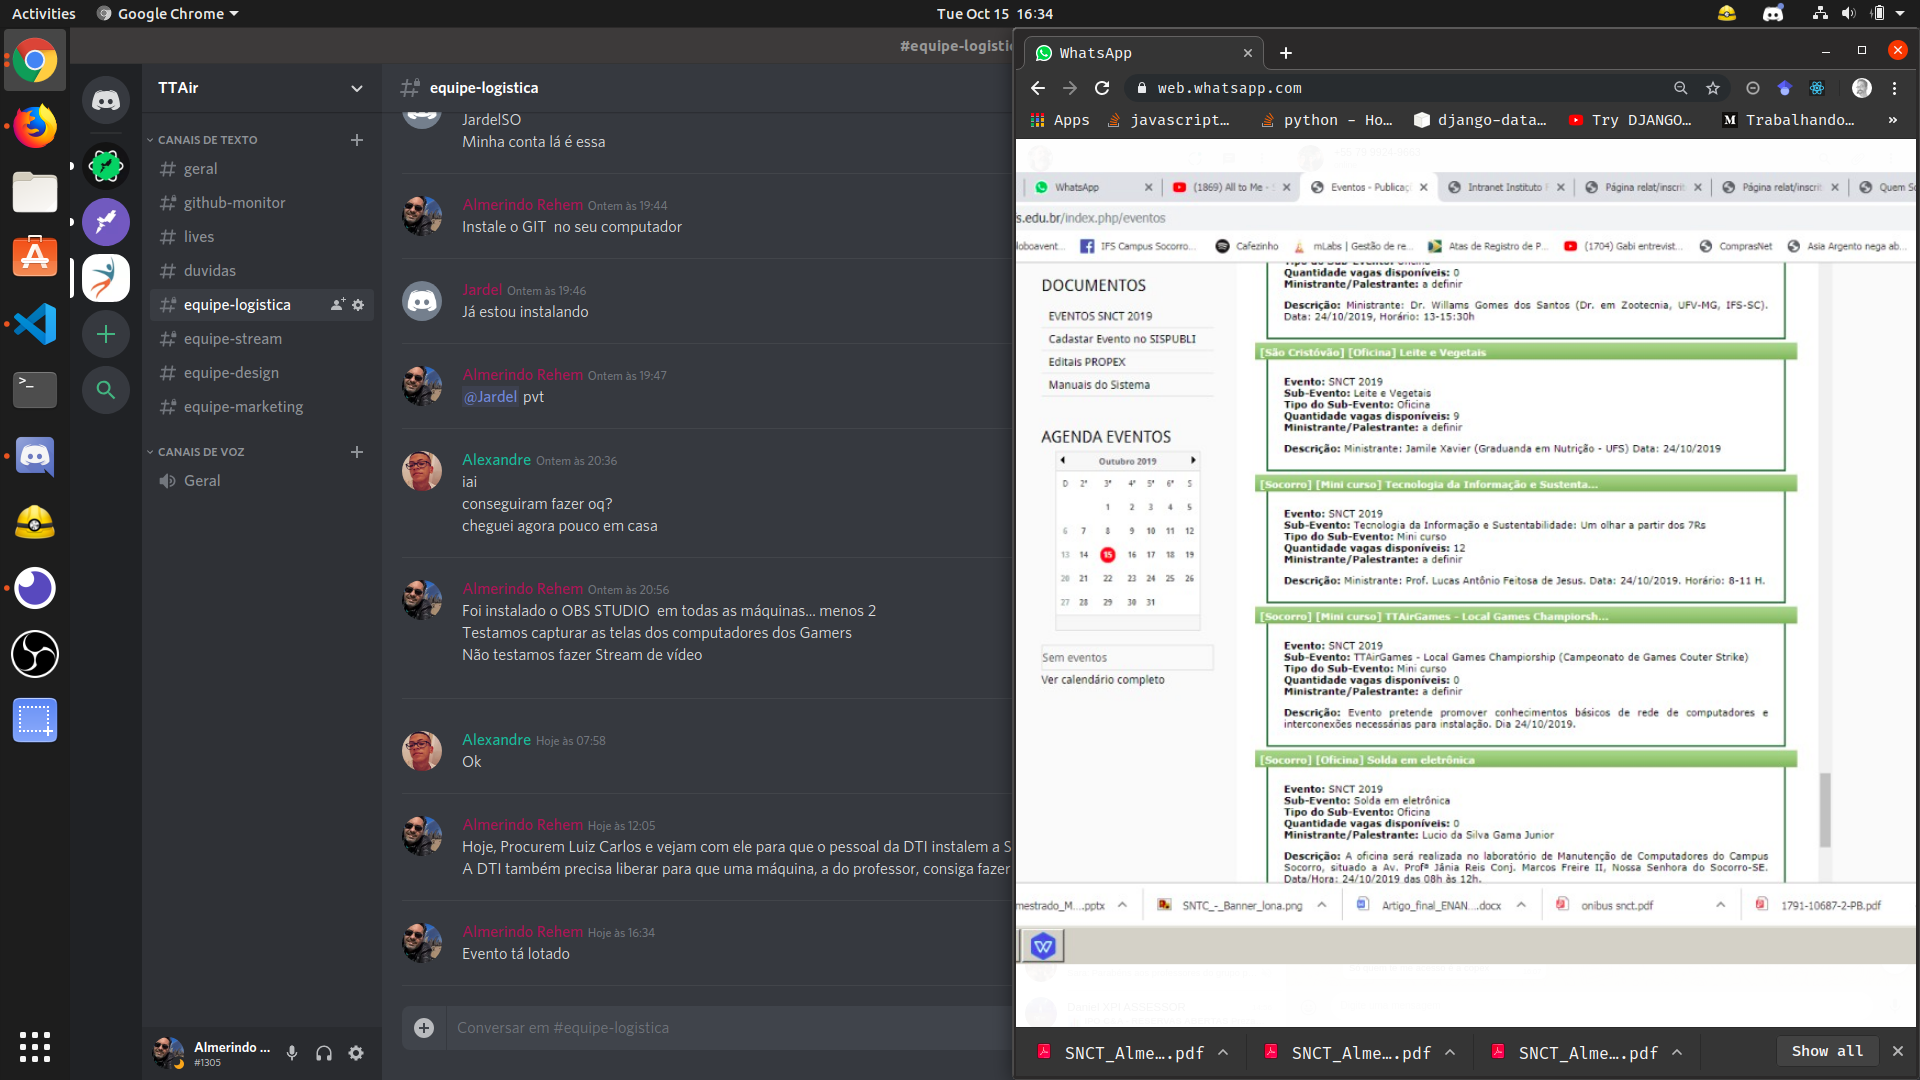 Activities
Google Chrome
Tue Oct 15 16:34
#equipe-logisti
TTAir
CANAIS DE TEXTO
geral
github-monitor
lives
duvidas
equipe-logistica
equipe-stream
equipe-design
equipe-marketing
CANAIS DE VOZ
Geral
Almerindo ...
#1305
equipe-logistica
JardelSO
Minha conta lá é essa
Almerindo Rehem Ontem às 19:44
Instale o GIT no seu computador
Jardel Ontem às 19:46
Já estou instalando
Almerindo Rehem Ontem às 19:47
@Jardel pvt
Alexandre Ontem às 20:36
iai
conseguiram fazer oq?
cheguei agora pouco em casa
Almerindo Rehem Ontem às 20:56
Foi instalado o OBS STUDIO em todas as máquinas... menos 2
Testamos capturar as telas dos computadores dos Gamers
Não testamos fazer Stream de vídeo
Alexandre Hoje às 07:58
Ok
Almerindo Rehem Hoje às 12:05
Hoje, Procurem Luiz Carlos e vejam com ele para que o pessoal da DTI instalem a S
A DTI também precisa liberar para que uma máquina, a do professor, consiga fazer
Almerindo Rehem Hoje às 16:34
Evento tá lotado
Conversar em #equipe-logistica
WhatsApp
web.whatsapp.com
Apps
javascript...
python - Ho...
django-data...
Try DJANGO...
Trabalhando...
»
WhatsApp
(1869) All to Me - S
Eventos - Publicaç
Intranet Instituto F
Página relat/inscrit
Página relat/inscrit
Quem So
s.edu.br/index.php/eventos
loboavent...
IFS Campus Socorro...
Cafezinho
mLabs | Gestão de re...
Atas de Registro de P...
(1704) Gabi entrevist...
ComprasNet
Asia Argento nega ab...
DOCUMENTOS
EVENTOS SNCT 2019
Cadastar Evento no SISPUBLI
Editais PROPEX
Manuais do Sistema
AGENDA EVENTOS
Outubro 2019
D 2ª 3ª 4ª 5ª 6ª S
1 2 3 4 5
6 7 8 9 10 11 12
13 14 15 16 17 18 19
20 21 22 23 24 25 26
27 28 29 30 31
Sem eventos
Ver calendário completo
Tipo do Sub-Evento: Oficina
Quantidade vagas disponíveis: 0
Ministrante/Palestrante: a definir
Descrição: Ministrante: Dr. Willams Gomes dos Santos (Dr. em Zootecnia, UFV-MG, IFS-SC).
Data: 24/10/2019, Horário: 13-15:30h
[São Cristóvão] [Oficina] Leite e Vegetais
Evento: SNCT 2019
Sub-Evento: Leite e Vegetais
Tipo do Sub-Evento: Oficina
Quantidade vagas disponíveis: 9
Ministrante/Palestrante: a definir
Descrição: Ministrante: Jamile Xavier (Graduanda em Nutrição - UFS) Data: 24/10/2019
[Socorro] [Mini curso] Tecnologia da Informação e Sustenta...
Evento: SNCT 2019
Sub-Evento: Tecnologia da Informação e Sustentabilidade: Um olhar a partir dos 7Rs
Tipo do Sub-Evento: Mini curso
Quantidade vagas disponíveis: 12
Ministrante/Palestrante: a definir
Descrição: Ministrante: Prof. Lucas Antônio Feitosa de Jesus. Data: 24/10/2019. Horário: 8-11 H.
[Socorro] [Mini curso] TTAirGames - Local Games Champiorsh...
Evento: SNCT 2019
Sub-Evento: TTAirGames - Local Games Champiorship (Campeonato de Games Couter Strike)
Tipo do Sub-Evento: Mini curso
Quantidade vagas disponíveis: 0
Ministrante/Palestrante: a definir
Descrição: Evento pretende promover conhecimentos básicos de rede de computadores e
interconexões necessárias para instalação. Dia 24/10/2019.
[Socorro] [Oficina] Solda em eletrônica
Evento: SNCT 2019
Sub-Evento: Solda em eletrônica
Tipo do Sub-Evento: Oficina
Quantidade vagas disponíveis: 0
Ministrante/Palestrante: Lucio da Silva Gama Junior
Descrição: A oficina será realizada no laboratório de Manutenção de Computadores do Campus
Socorro, situado a Av. Profª Jânia Reis Conj. Marcos Freire II, Nossa Senhora do Socorro-SE.
Data/Hora: 24/10/2019 das 08h às 12h.
mestrado_M....pptx
SNTC_-_Banner_lona.png
Artigo_final_ENAN....docx
onibus snct.pdf
1791-10687-2-PB.pdf
SNCT_Alme....pdf
SNCT_Alme....pdf
SNCT_Alme....pdf
Show all